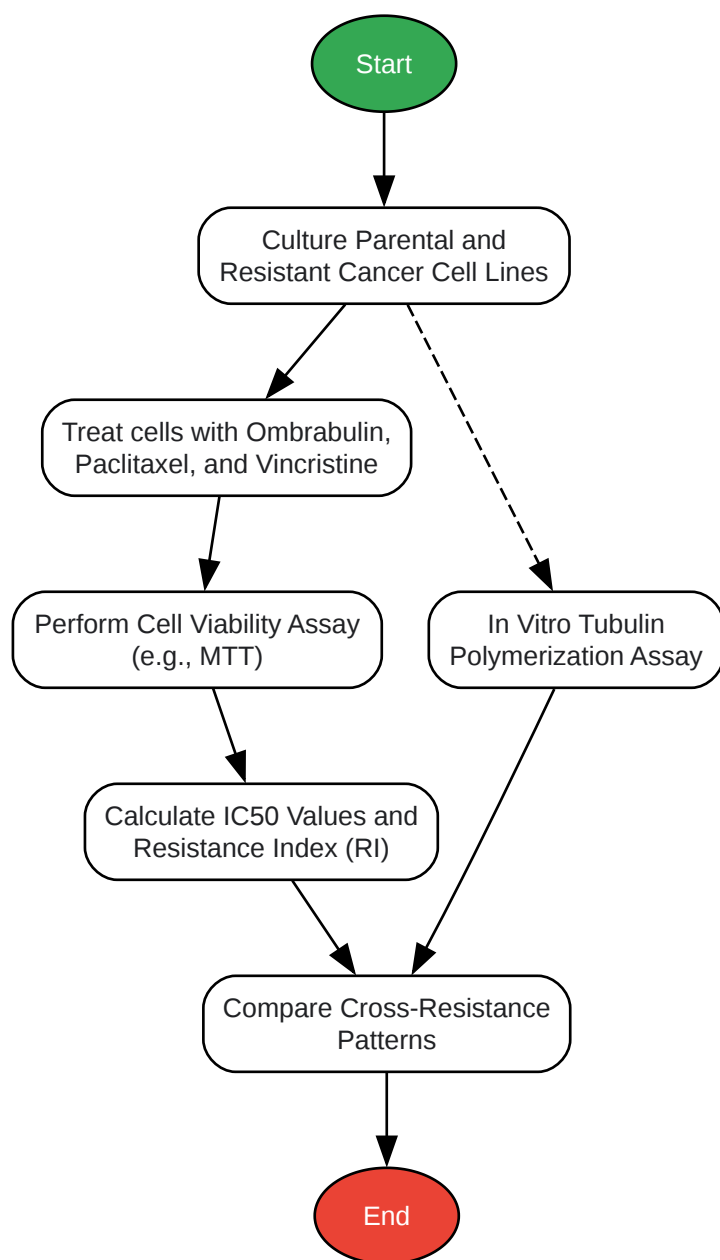 Start
Culture Parental and
Resistant Cancer Cell Lines
Treat cells with Ombrabulin,
Paclitaxel, and Vincristine
Perform Cell Viability Assay
(e.g., MTT)
In Vitro Tubulin
Polymerization Assay
Calculate IC50 Values and
Resistance Index (RI)
Compare Cross-Resistance
Patterns
End